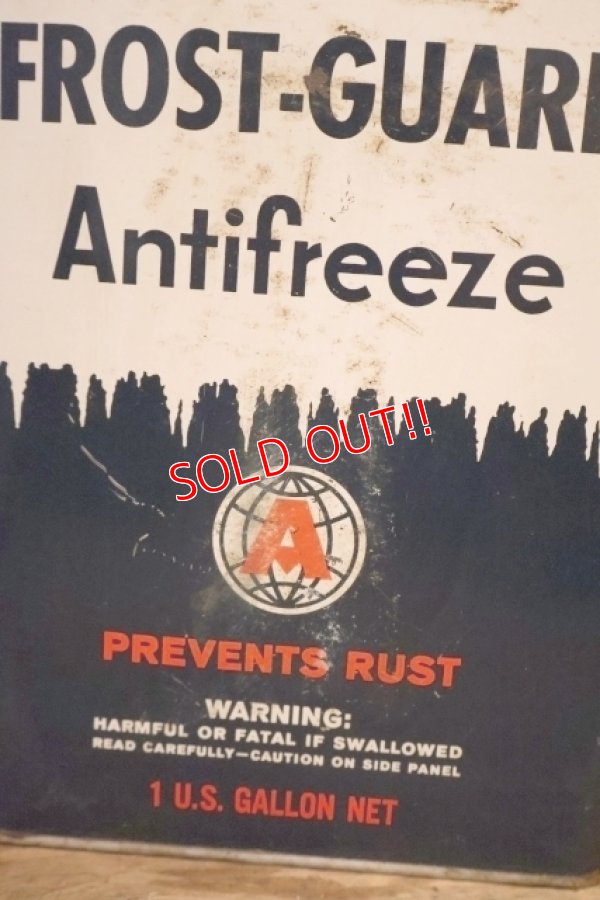 FROST-GUAR
Antifreeze
SOLD OUT!!
A
PREVENTS RUST
WARNING:
HARMFUL OR FATAL IF SWALLOWED
READ CAREFULLY—CAUTION ON SIDE PANEL
1 U.S. GALLON NET